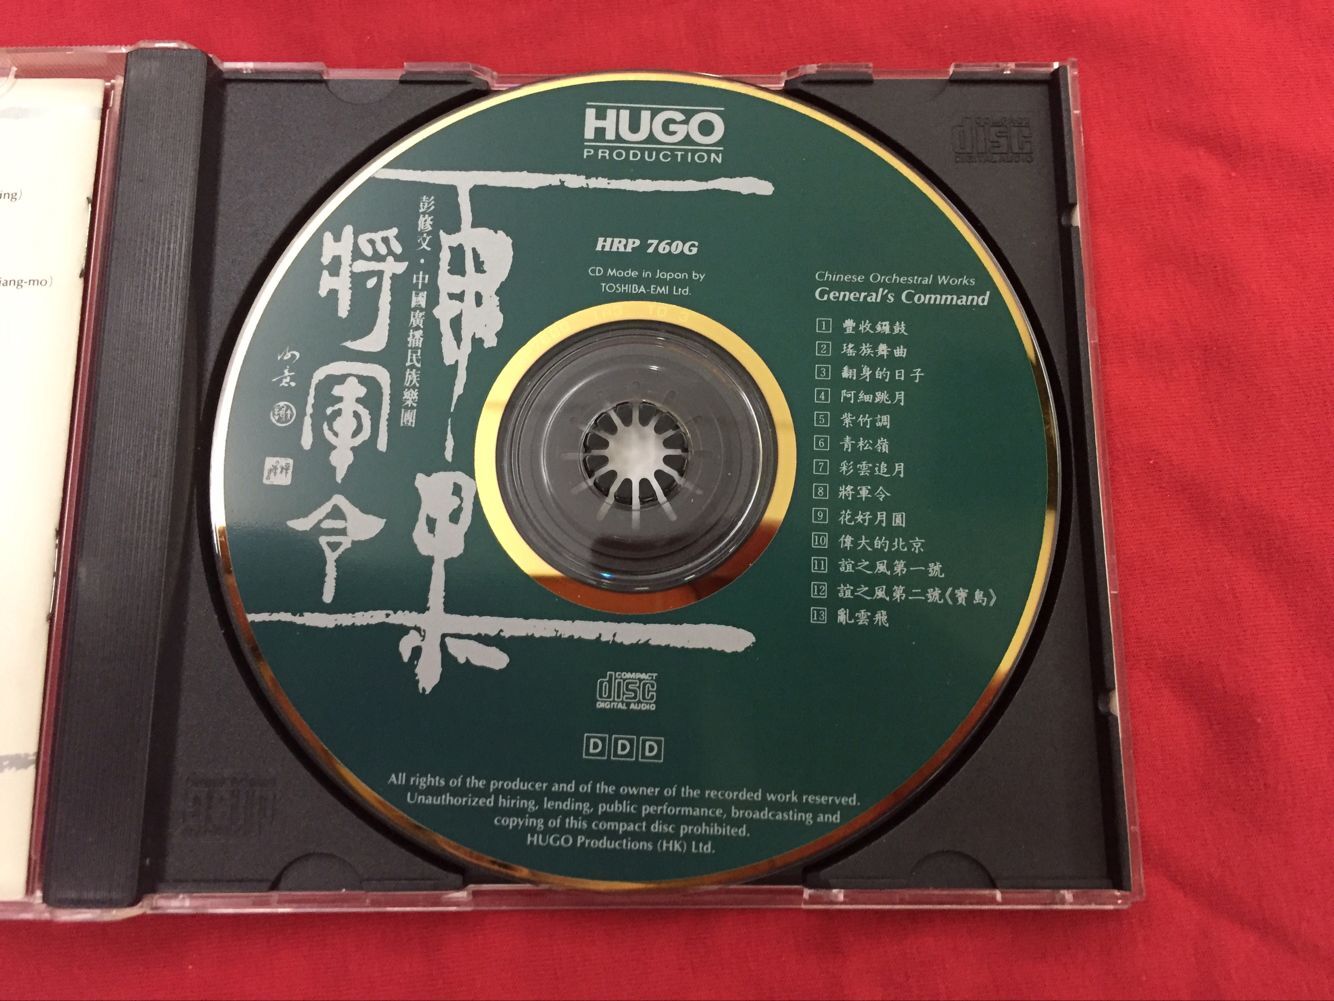 ing)
iang-mo)
HUGO
PRODUCTION
彭修文・中國廣播民族樂團
將軍令
HRP 760G
CD Made in Japan by
TOSHIBA-EMI Ltd.
Chinese Orchestral Works
General's Command
1 豐收鑼鼓
2 瑤族舞曲
3 翻身的日子
4 阿細跳月
5 紫竹調
6 青松嶺
7 彩雲追月
8 將軍令
9 花好月圓
10 偉大的北京
11 誼之風第一號
12 誼之風第二號《寶島》
13 亂雲飛
COMPACT
disc
DIGITAL AUDIO
D D D
All rights of the producer and of the owner of the recorded work reserved.
Unauthorized hiring, lending, public performance, broadcasting and
copying of this compact disc prohibited.
HUGO Productions (HK) Ltd.
COMPACT
disc
DIGITAL AUDIO